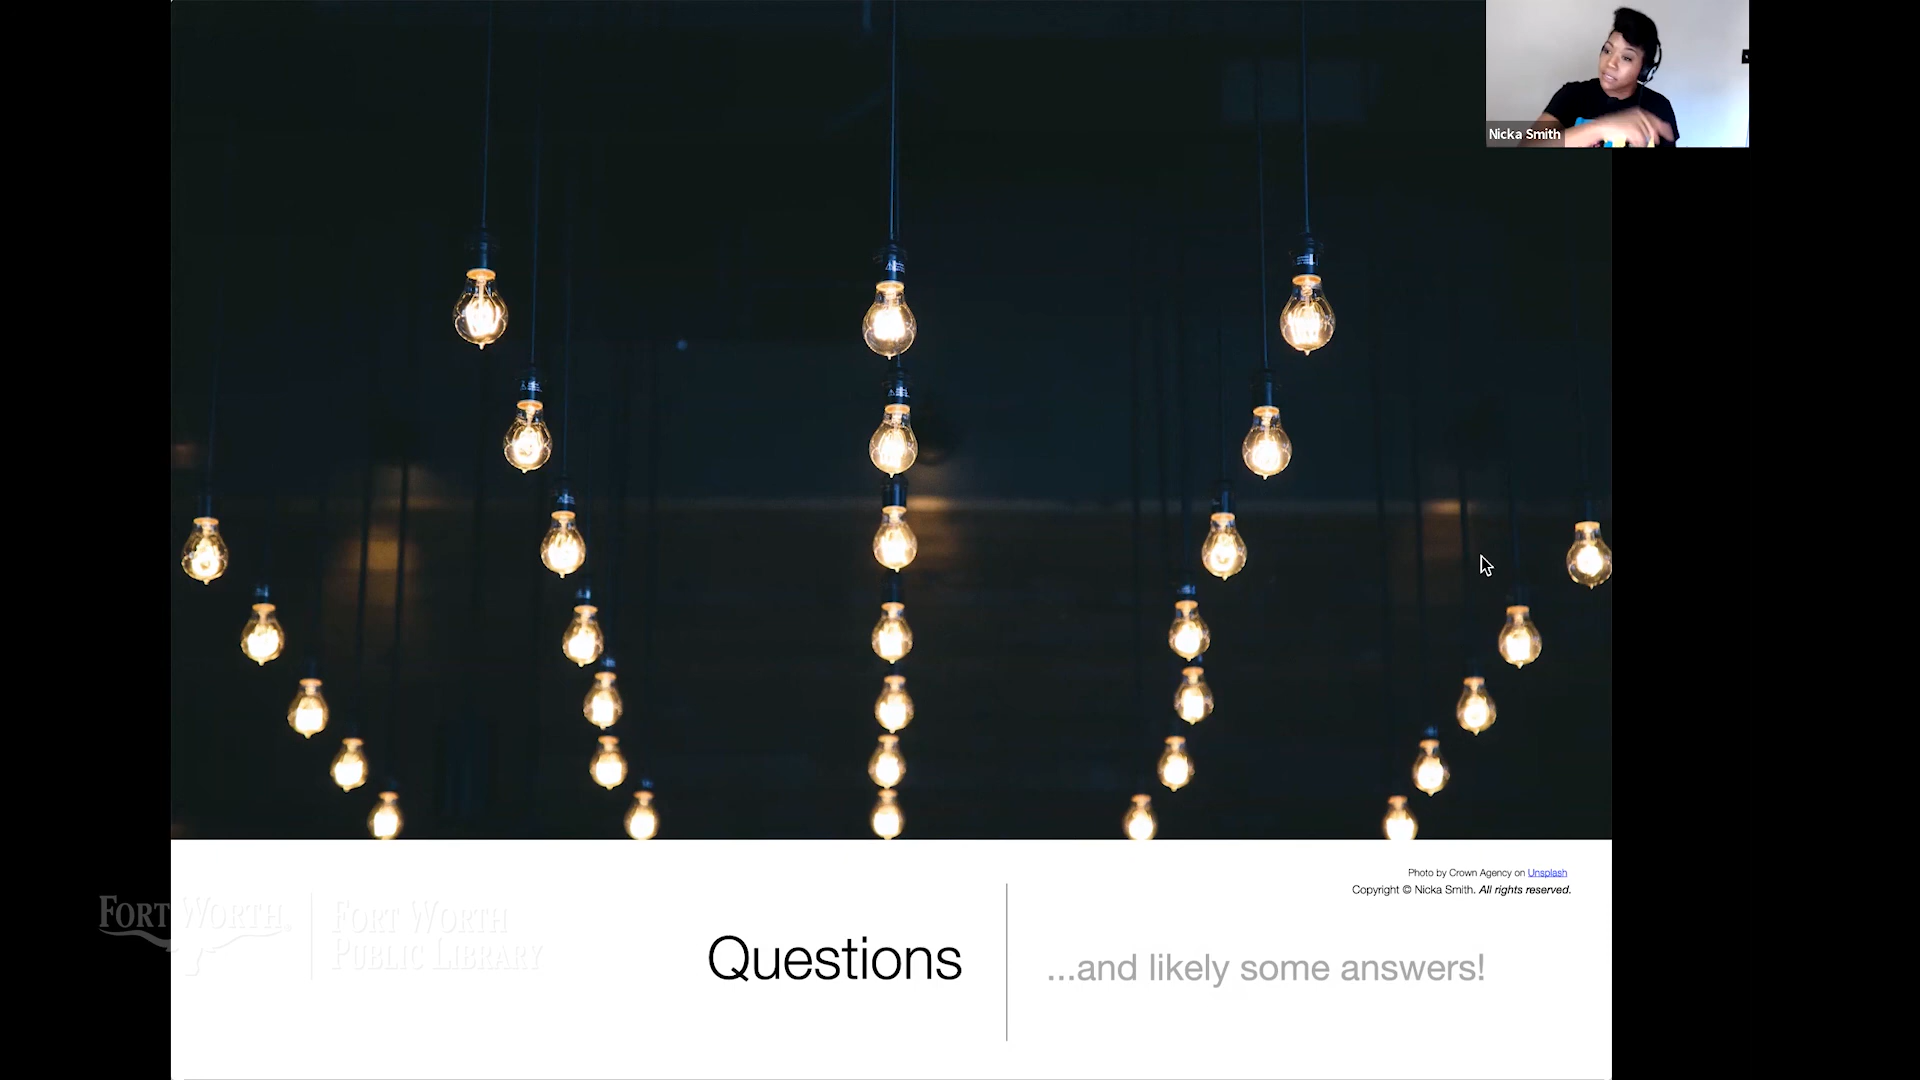 Nicka Smith
Photo by Crown Agency on Unsplash
Copyright © Nicka Smith. All rights reserved.
FORT WORTH®
FORT WORTH
PUBLIC LIBRARY
Questions
...and likely some answers!